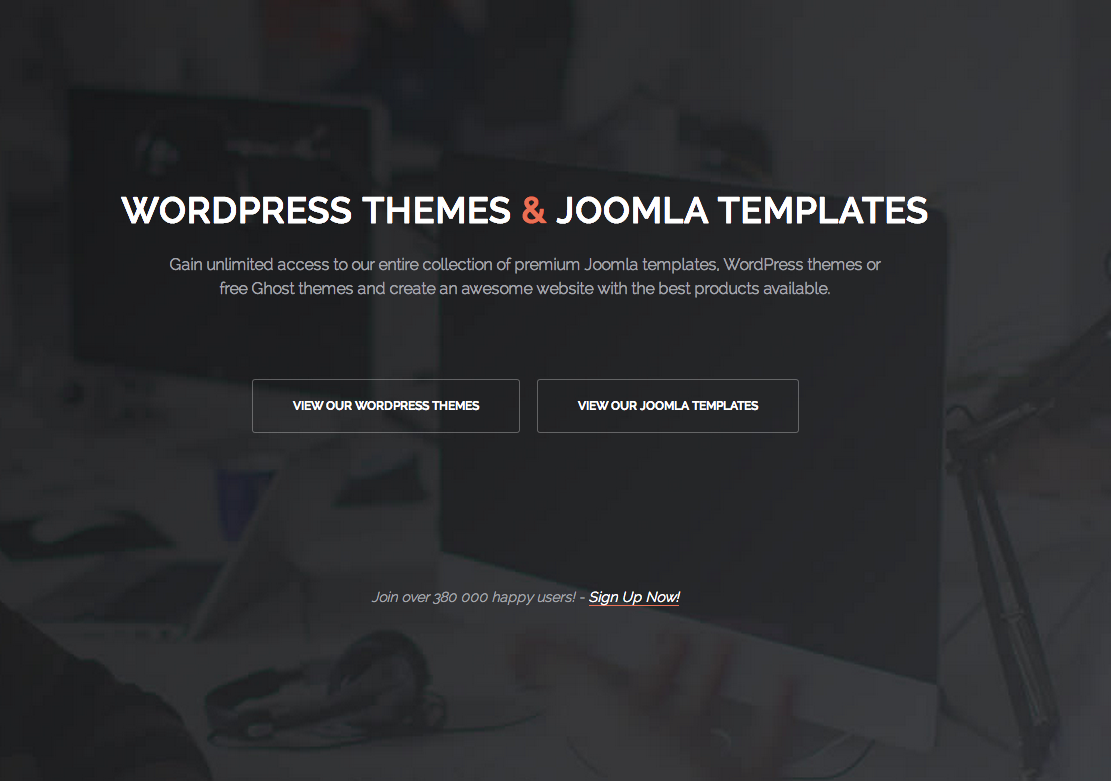 WORDPRESS THEMES & JOOMLA TEMPLATES
Gain unlimited access to our entire collection of premium Joomla templates, WordPress themes or
free Ghost themes and create an awesome website with the best products available.
VIEW OUR WORDPRESS THEMES
VIEW OUR JOOMLA TEMPLATES
Join over 380 000 happy users! - Sign Up Now!